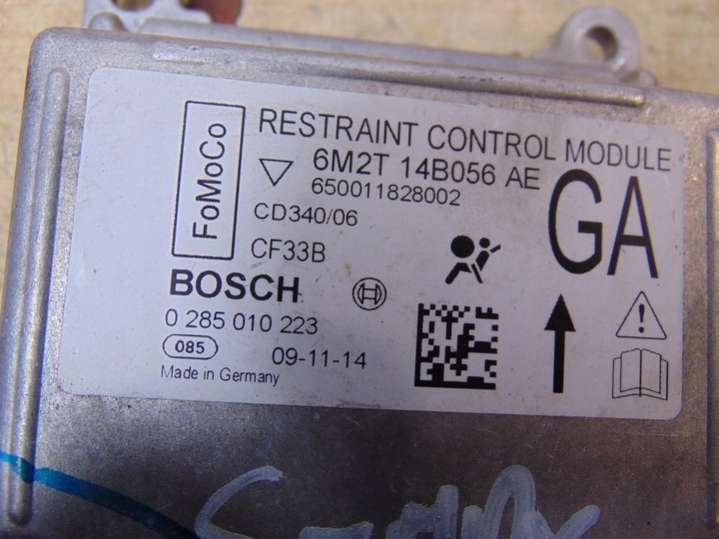 FoMoCo
RESTRAINT CONTROL MODULE
6M2T 14B056 AE
650011828002
CD340/06
CF33B
GA
BOSCH
0 285 010 223
085
09-11-14
Made in Germany